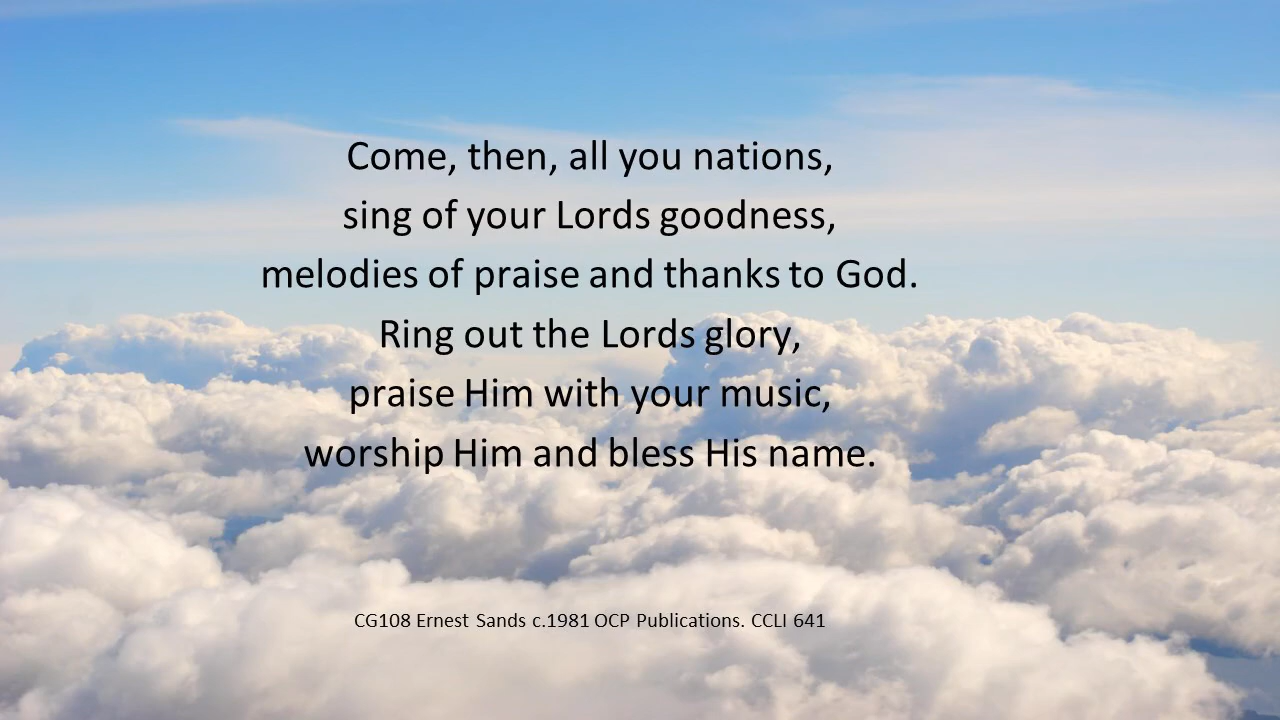 Come, then, all you nations,
sing of your Lords goodness,
melodies of praise and thanks to God.
Ring out the Lords glory,
praise Him with your music,
worship Him and bless His name.
CG108 Ernest Sands c.1981 OCP Publications. CCLI 641